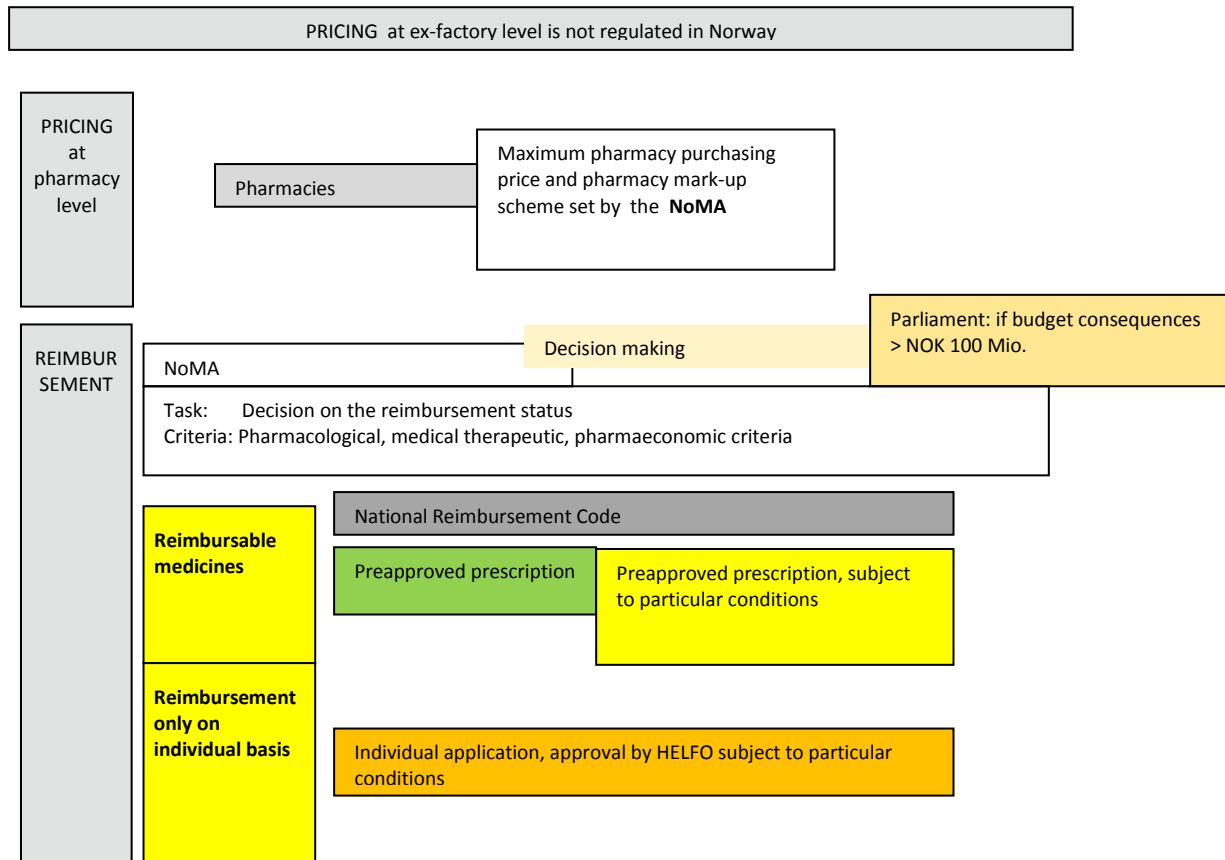 PRICING at ex-factory level is not regulated in Norway
PRICING
at
pharmacy
level
Pharmacies
Maximum pharmacy purchasing
price and pharmacy mark-up
scheme set by the NoMA
REIMBUR
SEMENT
NoMA
Decision making
Parliament: if budget consequences
> NOK 100 Mio.
Task: Decision on the reimbursement status
Criteria: Pharmacological, medical therapeutic, pharmaeconomic criteria
Reimbursable
medicines
National Reimbursement Code
Preapproved prescription
Preapproved prescription, subject
to particular conditions
Reimbursement
only on
individual basis
Individual application, approval by HELFO subject to particular
conditions